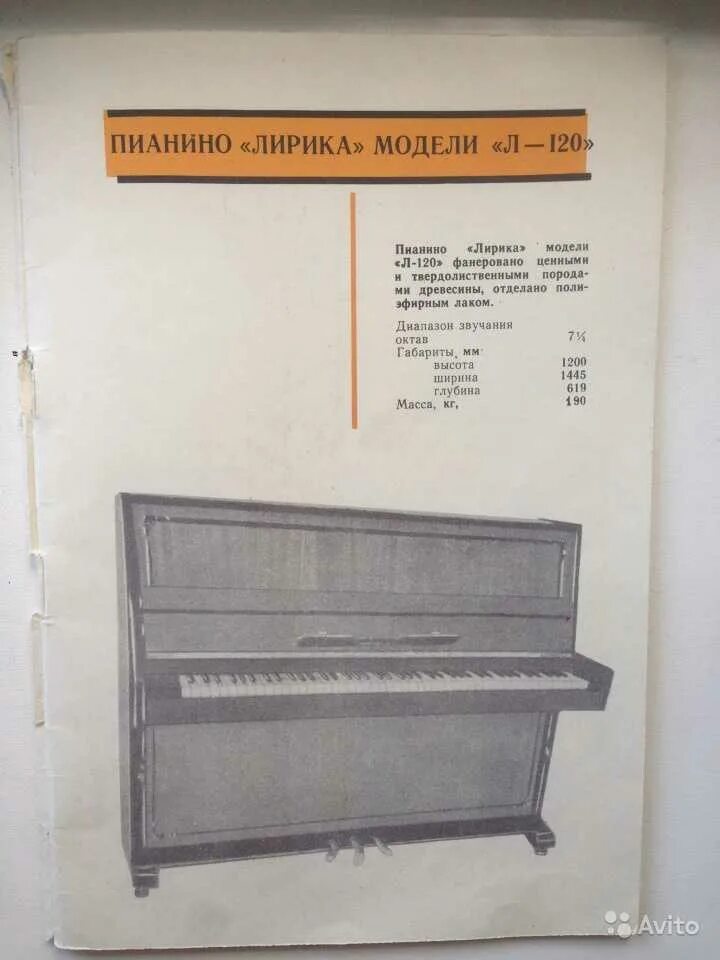 ПИАНИНО «ЛИРИКА» МОДЕЛИ «Л—120»
Пианино «Лирика» модели
«Л-120» фанеровано ценными
и твердолиственными порода-
ми древесины, отделано поли-
эфирным лаком.
Диапазон звучания
октав 7¼
Габариты, мм
высота 1200
ширина 1445
глубина 619
Масса, кг, 190
Avito